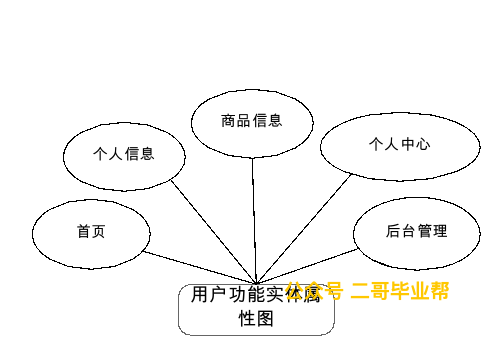 商品信息
个人信息
个人中心
首页
后台管理
用户功能实体属
性图
公众号 二哥毕业帮